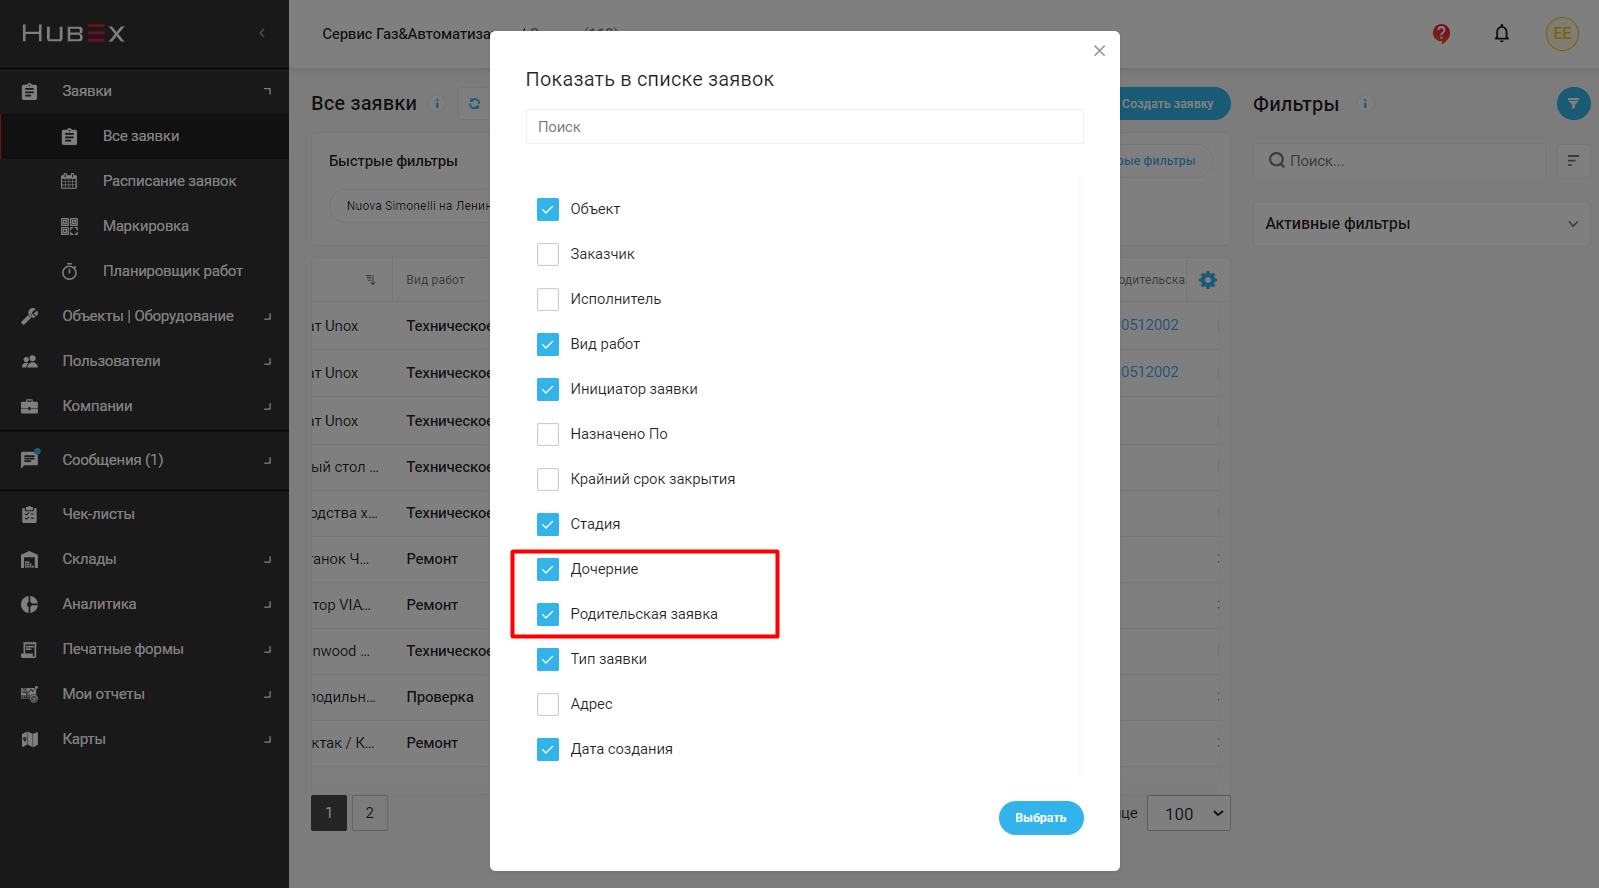 HUBEX
Заявки
Все заявки
Расписание заявок
Маркировка
Планировщик работ
Объекты | Оборудование
Пользователи
Компании
Сообщения (1)
Чек-листы
Склады
Аналитика
Печатные формы
Мои отчеты
Карты
Сервис Газ&Автоматиза
EE
Все заявки
Создать заявку
Быстрые фильтры
ые фильтры
Nuova Simonelli на Ленин
Вид работ
одительска
ат Unox
Техническое
0512002
ат Unox
Техническое
0512002
ат Unox
Техническое
ый стол ...
Техническое
одства х...
Техническое
танок Ч...
Ремонт
тор VIA...
Ремонт
nwood ...
Техническое
лодильн...
Проверка
ктак / К...
Ремонт
1
2
це
100
Фильтры
Поиск...
Активные фильтры
Показать в списке заявок
Поиск
Объект
Заказчик
Исполнитель
Вид работ
Инициатор заявки
Назначено По
Крайний срок закрытия
Стадия
Дочерние
Родительская заявка
Тип заявки
Адрес
Дата создания
Выбрать